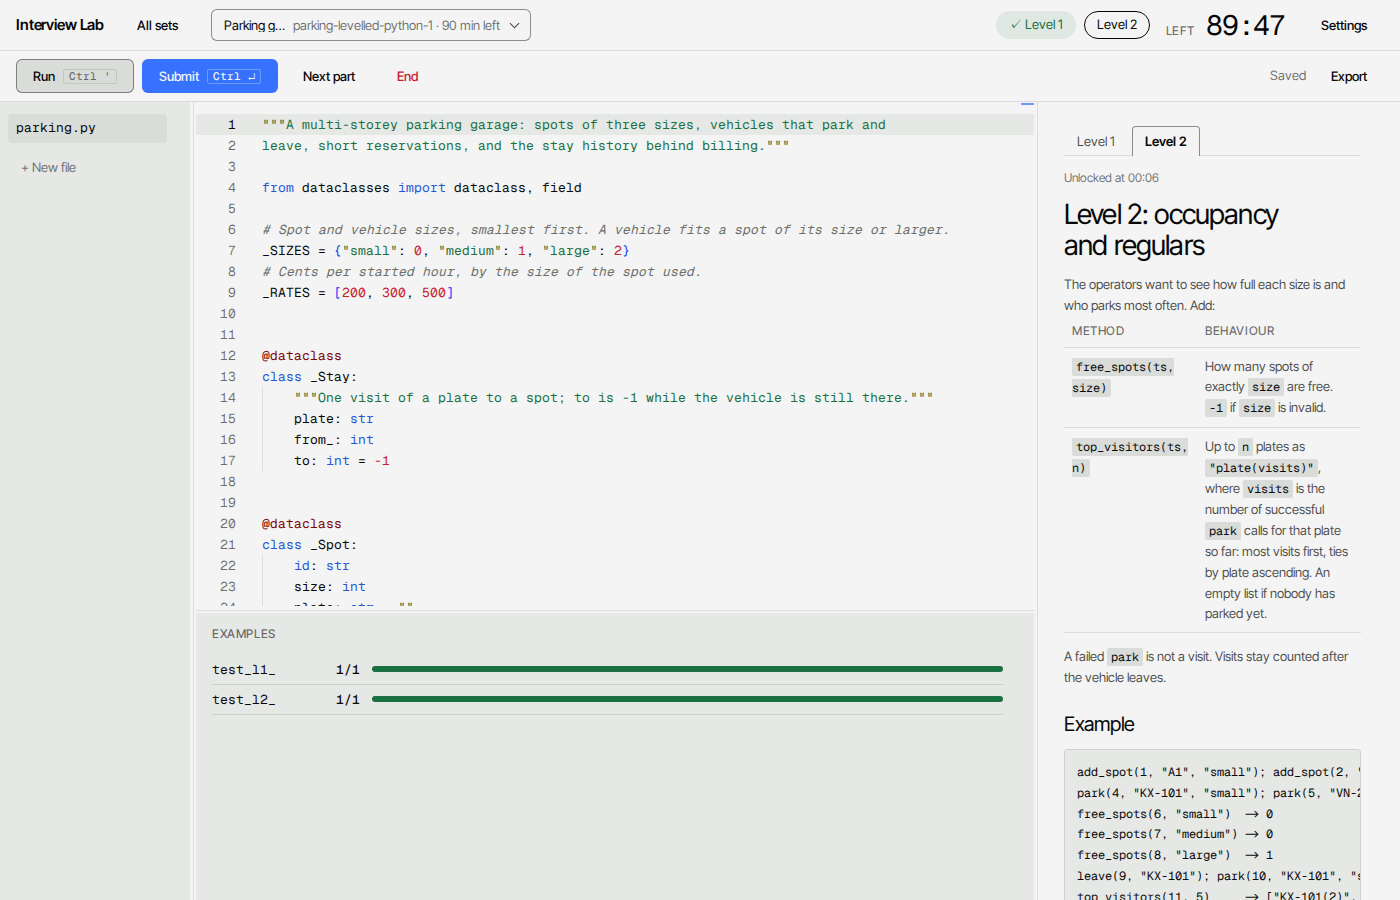 Interview Lab
All sets
Parking g... parking-levelled-python-1 · 90 min left
✓ Level 1
Level 2
LEFT 89:47
Settings
Run Ctrl '
Submit Ctrl ↵
Next part
End
Saved
Export
parking.py
+ New file
1 """A multi-storey parking garage: spots of three sizes, vehicles that park and
2 leave, short reservations, and the stay history behind billing."""
3
4 from dataclasses import dataclass, field
5
6 # Spot and vehicle sizes, smallest first. A vehicle fits a spot of its size or larger.
7 _SIZES = {"small": 0, "medium": 1, "large": 2}
8 # Cents per started hour, by the size of the spot used.
9 _RATES = [200, 300, 500]
10
11
12 @dataclass
13 class _Stay:
14 """One visit of a plate to a spot; to is -1 while the vehicle is still there."""
15 plate: str
16 from_: int
17 to: int = -1
18
19
20 @dataclass
21 class _Spot:
22 id: str
23 size: int
24 plate: str = ""
EXAMPLES
test_l1_ 1/1
test_l2_ 1/1
Level 1
Level 2
Unlocked at 00:06
Level 2: occupancy
and regulars
The operators want to see how full each size is and
who parks most often. Add:
METHOD BEHAVIOUR
free_spots(ts,
size)
How many spots of
exactly size are free.
-1 if size is invalid.
top_visitors(ts,
n)
Up to n plates as
"plate(visits)",
where visits is the
number of successful
park calls for that plate
so far: most visits first, ties
by plate ascending. An
empty list if nobody has
parked yet.
A failed park is not a visit. Visits stay counted after
the vehicle leaves.
Example
add_spot(1, "A1", "small"); add_spot(2, "
park(4, "KX-101", "small"); park(5, "VN-2
free_spots(6, "small") → 0
free_spots(7, "medium") → 0
free_spots(8, "large") → 1
leave(9, "KX-101"); park(10, "KX-101", "s
top_visitors(11, 5) → ["KX-101(2)",